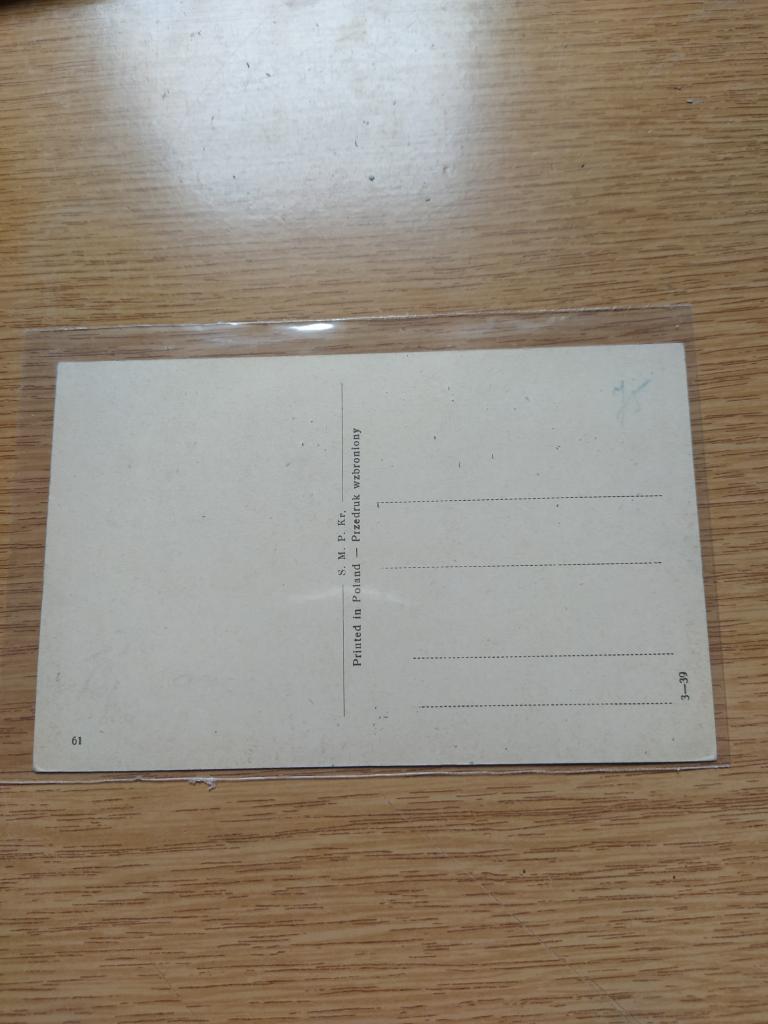 S. M. P. Kr.
Printed in Poland — Przedruk wzbroniony
61
3—39